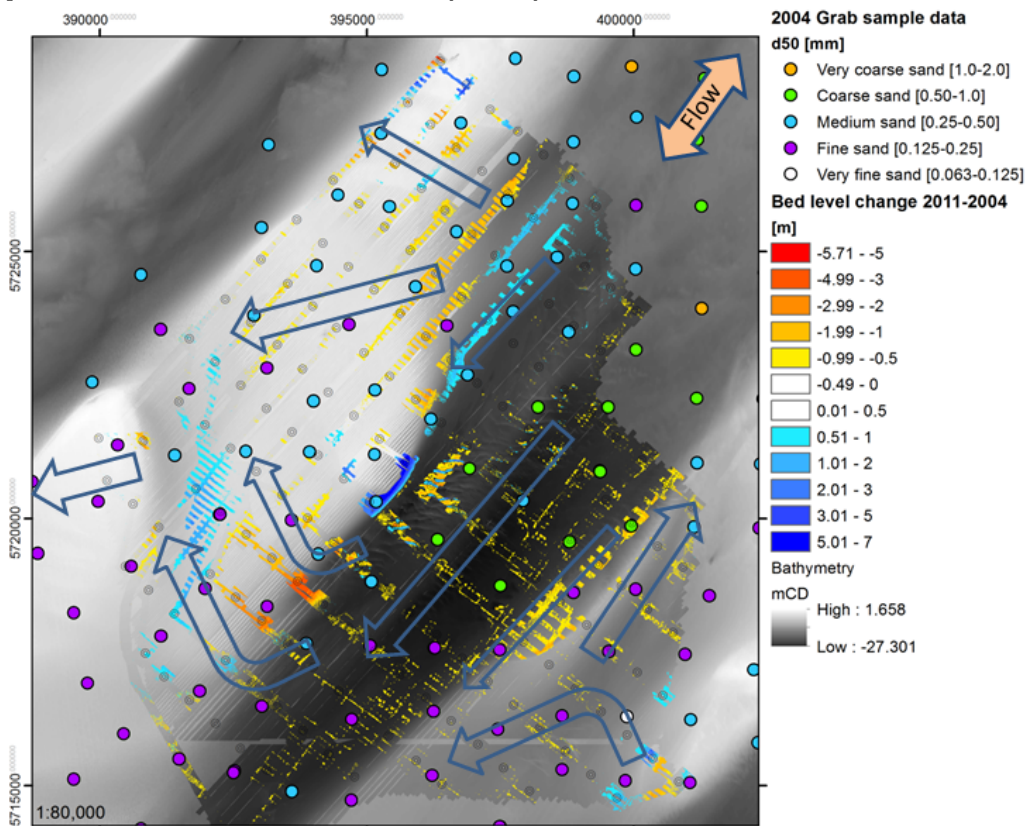 390000
395000
400000
5725000
5720000
5715000
Flow
1:80,000
2004 Grab sample data
d50 [mm]
Very coarse sand [1.0-2.0]
Coarse sand [0.50-1.0]
Medium sand [0.25-0.50]
Fine sand [0.125-0.25]
Very fine sand [0.063-0.125]
Bed level change 2011-2004
[m]
-5.71 - -5
-4.99 - -3
-2.99 - -2
-1.99 - -1
-0.99 - -0.5
-0.49 - 0
0.01 - 0.5
0.51 - 1
1.01 - 2
2.01 - 3
3.01 - 5
5.01 - 7
Bathymetry
mCD
High : 1.658
Low : -27.301